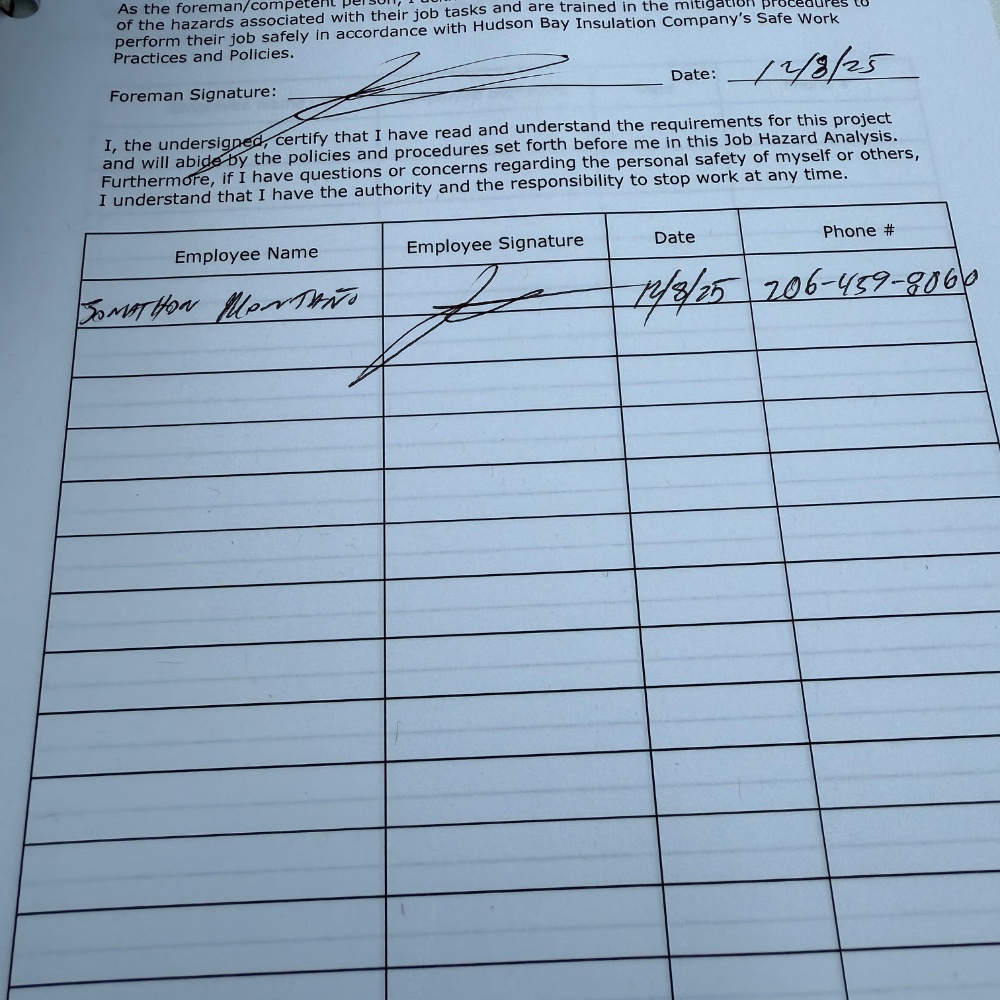 As the foreman/competent person, I
of the hazards associated with their job tasks and are trained in the mitigation procedures to
perform their job safely in accordance with Hudson Bay Insulation Company's Safe Work
Practices and Policies.
Foreman Signature: Date: 12/8/25
I, the undersigned, certify that I have read and understand the requirements for this project
and will abide by the policies and procedures set forth before me in this Job Hazard Analysis.
Furthermore, if I have questions or concerns regarding the personal safety of myself or others,
I understand that I have the authority and the responsibility to stop work at any time.
Employee Name Employee Signature Date Phone #
JONATHON MONTAÑO 12/8/25 206-459-8060